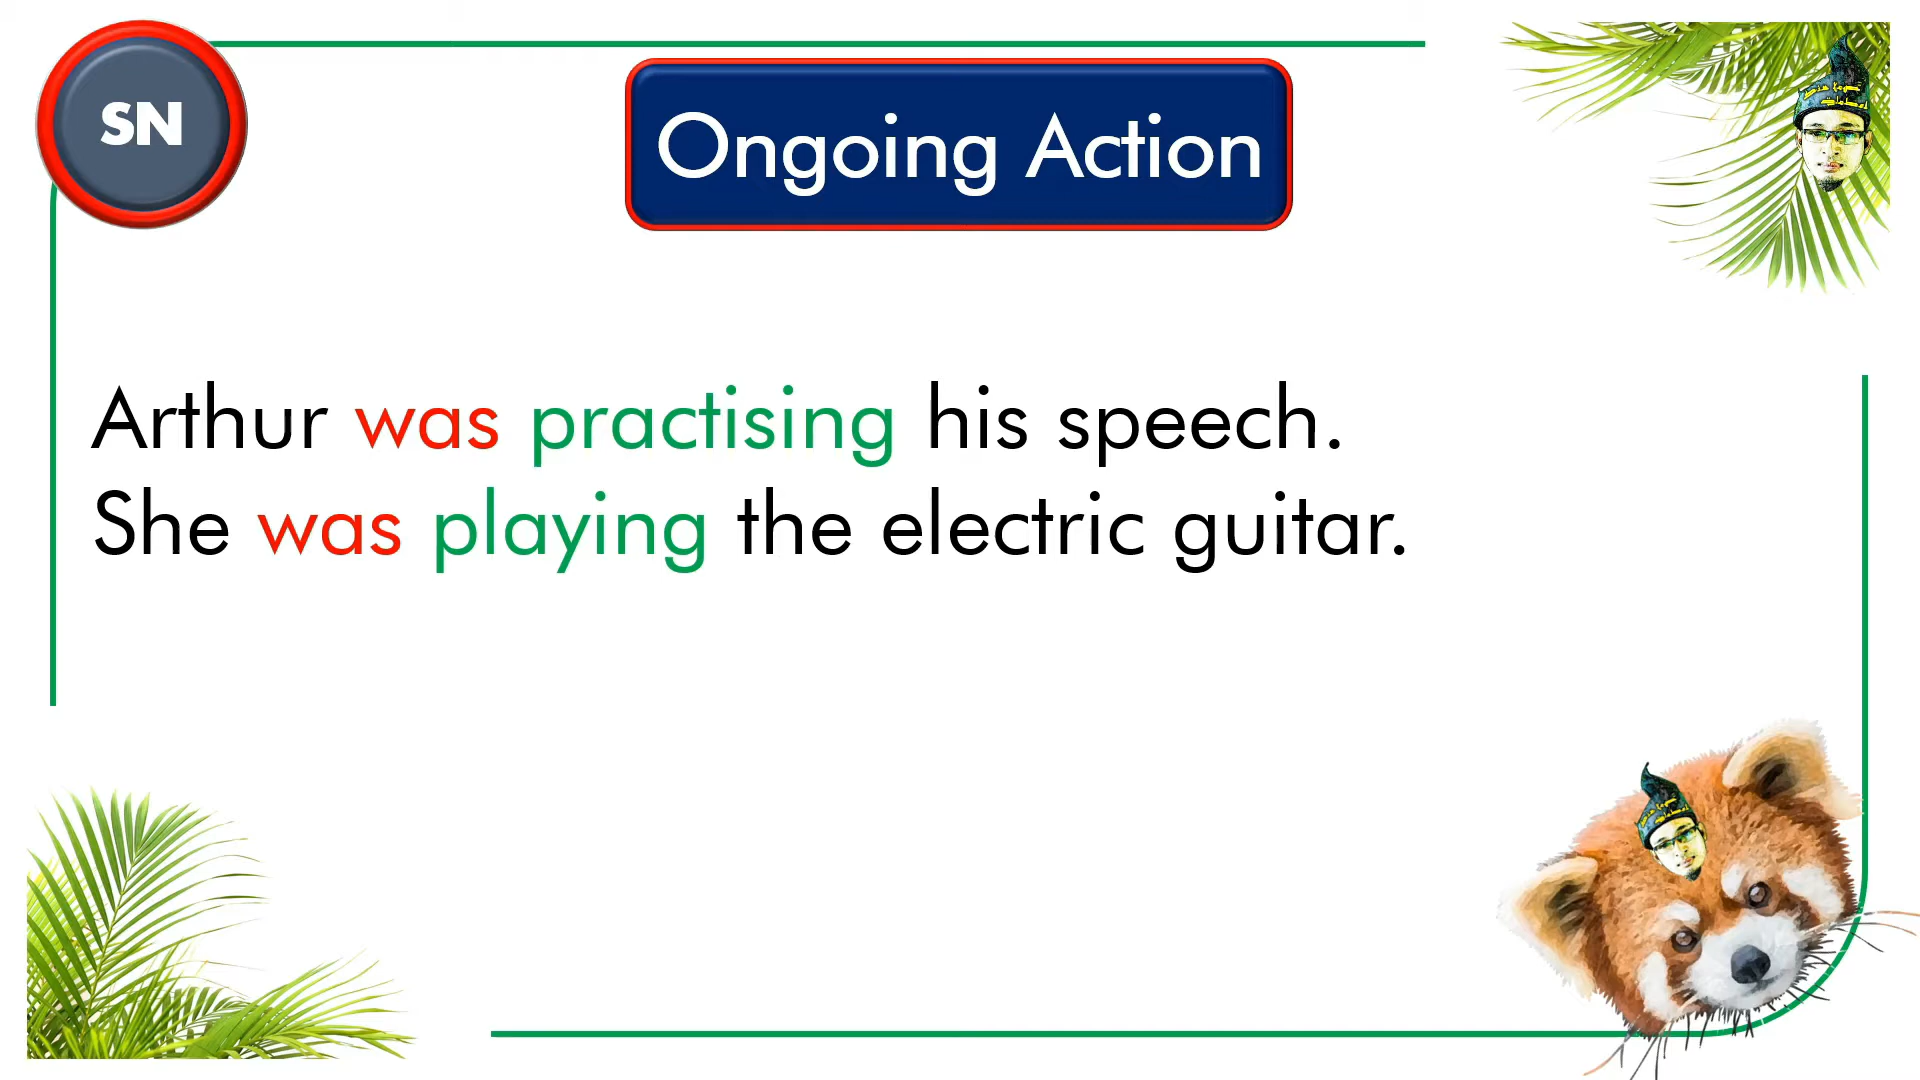 SN
Ongoing Action
Arthur was practising his speech.
She was playing the electric guitar.